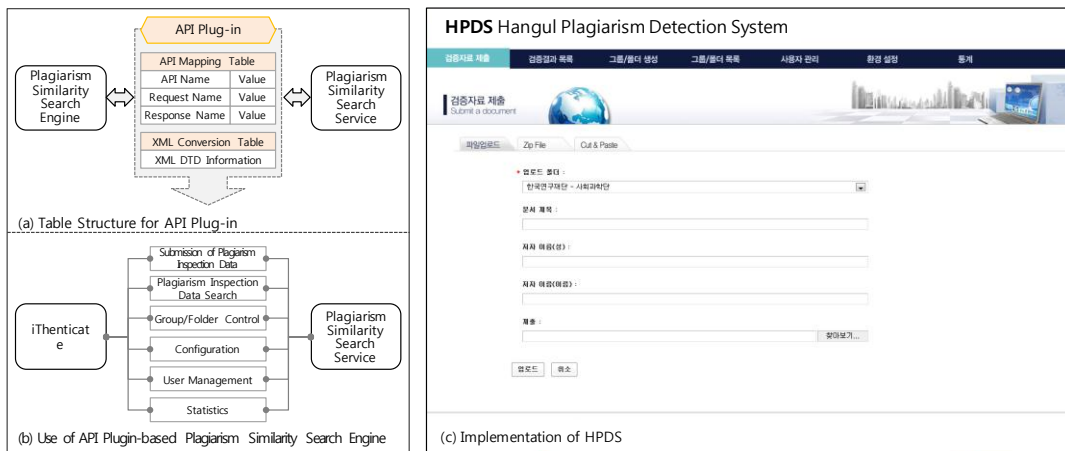 API Plug-in
API Mapping Table
API Name Value
Request Name Value
Response Name Value
XML Conversion Table
XML DTD Information
Plagiarism
Similarity
Search
Engine
Plagiarism
Similarity
Search
Service
(a) Table Structure for API Plug-in
iThenticat
e
Submission of Plagiarism
Inspection Data
Plagiarism Inspection
Data Search
Group/Folder Control
Configuration
User Management
Statistics
Plagiarism
Similarity
Search
Service
(b) Use of API Plugin-based Plagiarism Similarity Search Engine
HPDS Hangul Plagiarism Detection System
검증자료 제출 검증결과 목록 그룹/폴더 생성 그룹/폴더 목록 사용자 관리 환경 설정 통계
검증자료 제출
Submit a document
파일업로드 Zip File Cut & Paste
* 업로드 폴더 :
한국연구재단 - 사회과학단
문서 제목 :
저자 이름(성) :
저자 이름(이름) :
제출 :
찾아보기...
업로드 취소
(c) Implementation of HPDS